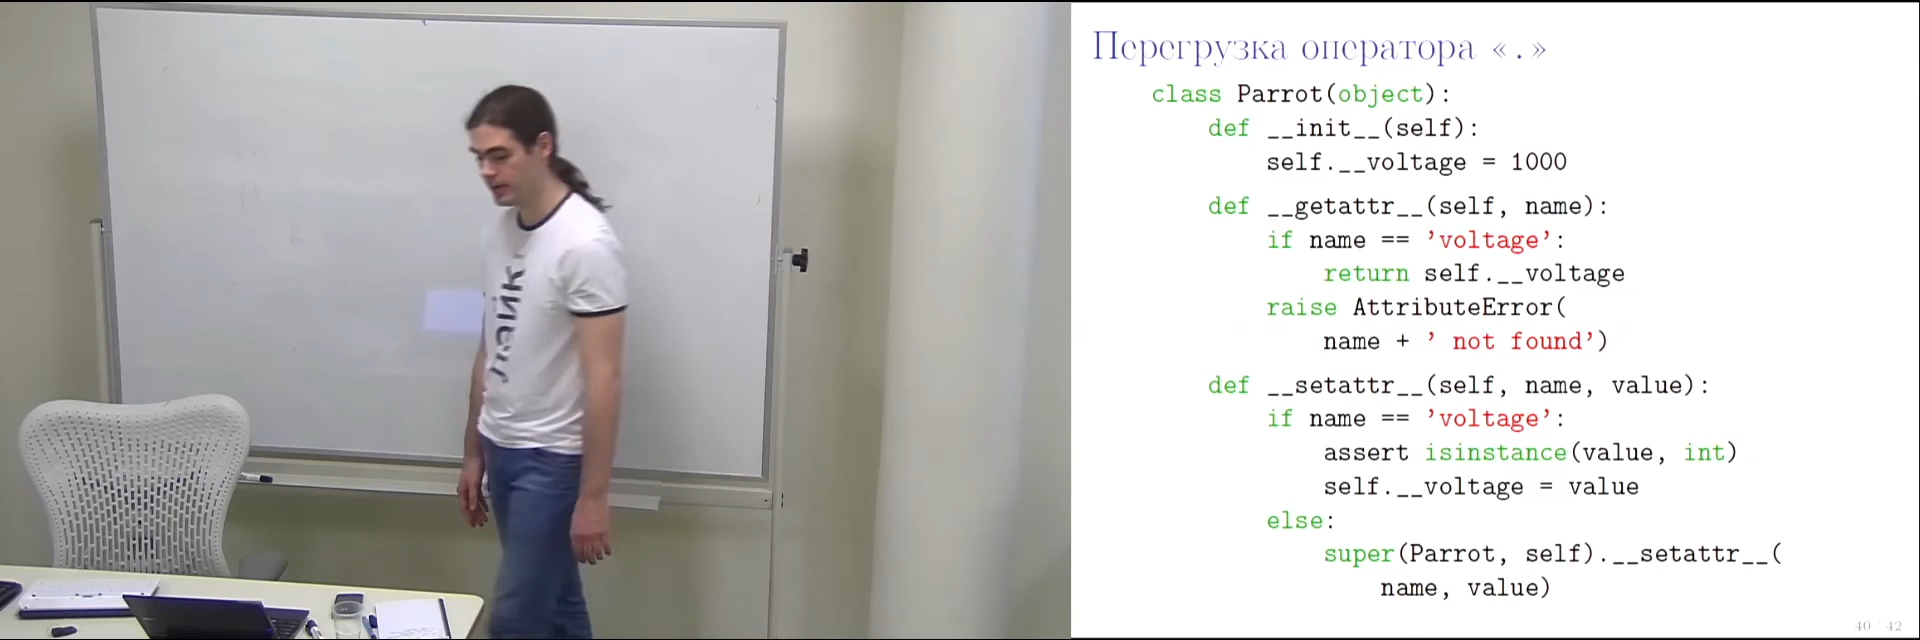 лайк
Перегрузка оператора «.»
class Parrot(object):
def __init__(self):
self.__voltage = 1000
def __getattr__(self, name):
if name == 'voltage':
return self.__voltage
raise AttributeError(
name + ' not found')
def __setattr__(self, name, value):
if name == 'voltage':
assert isinstance(value, int)
self.__voltage = value
else:
super(Parrot, self).__setattr__(
name, value)
40 / 42